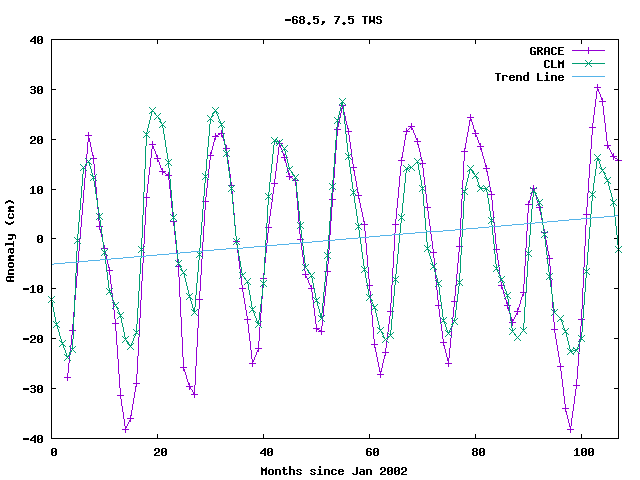 -68.5, 7.5 TWS
GRACE
CLM
Trend Line
40
30
20
10
0
-10
-20
-30
-40
Anomaly (cm)
0 20 40 60 80 100
Months since Jan 2002